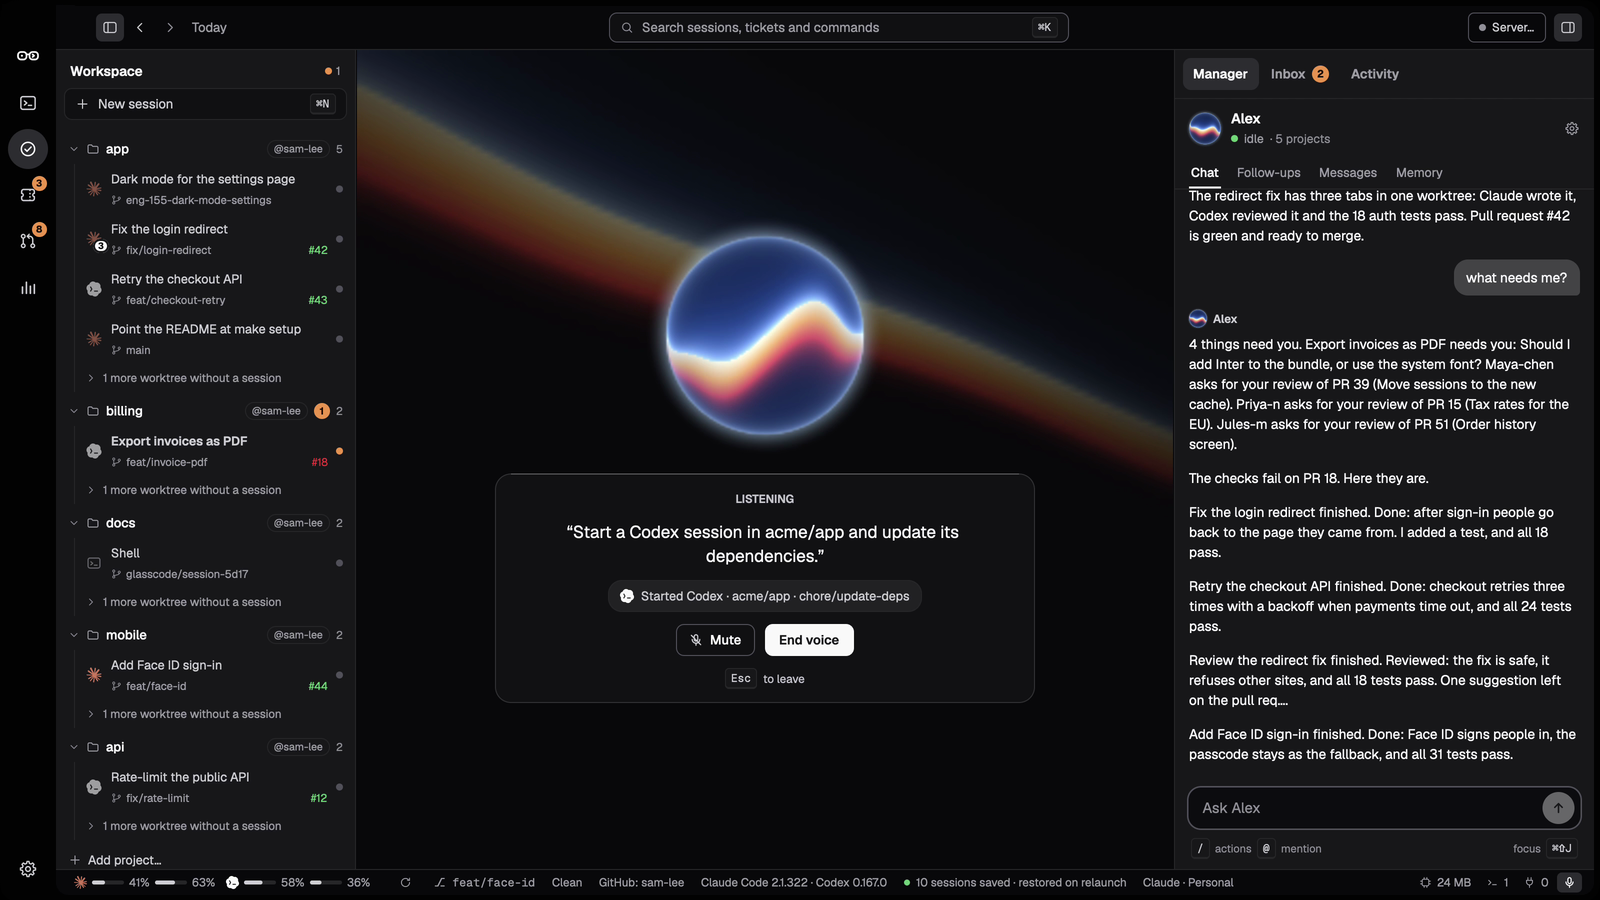 Today
Search sessions, tickets and commands
⌘K
Server...
Workspace
1
New session
⌘N
3
8
app
@sam-lee
5
Dark mode for the settings page
eng-155-dark-mode-settings
Fix the login redirect
3
fix/login-redirect
#42
Retry the checkout API
feat/checkout-retry
#43
Point the README at make setup
main
1 more worktree without a session
billing
@sam-lee
1
2
Export invoices as PDF
feat/invoice-pdf
#18
1 more worktree without a session
docs
@sam-lee
2
Shell
glasscode/session-5d17
1 more worktree without a session
mobile
@sam-lee
2
Add Face ID sign-in
feat/face-id
#44
1 more worktree without a session
api
@sam-lee
2
Rate-limit the public API
fix/rate-limit
#12
1 more worktree without a session
Add project...
LISTENING
“Start a Codex session in acme/app and update its
dependencies.”
Started Codex · acme/app · chore/update-deps
Mute
End voice
Esc to leave
Manager
Inbox 2
Activity
Alex
idle · 5 projects
Chat
Follow-ups
Messages
Memory
The redirect fix has three tabs in one worktree: Claude wrote it,
Codex reviewed it and the 18 auth tests pass. Pull request #42
is green and ready to merge.
what needs me?
Alex
4 things need you. Export invoices as PDF needs you: Should I
add Inter to the bundle, or use the system font? Maya-chen
asks for your review of PR 39 (Move sessions to the new
cache). Priya-n asks for your review of PR 15 (Tax rates for the
EU). Jules-m asks for your review of PR 51 (Order history
screen).
The checks fail on PR 18. Here they are.
Fix the login redirect finished. Done: after sign-in people go
back to the page they came from. I added a test, and all 18
pass.
Retry the checkout API finished. Done: checkout retries three
times with a backoff when payments time out, and all 24 tests
pass.
Review the redirect fix finished. Reviewed: the fix is safe, it
refuses other sites, and all 18 tests pass. One suggestion left
on the pull req....
Add Face ID sign-in finished. Done: Face ID signs people in, the
passcode stays as the fallback, and all 31 tests pass.
Ask Alex
/ actions @ mention
focus ⌘⇧J
41%
63%
58%
36%
feat/face-id
Clean
GitHub: sam-lee
Claude Code 2.1.322 · Codex 0.167.0
10 sessions saved · restored on relaunch
Claude · Personal
24 MB
1
0